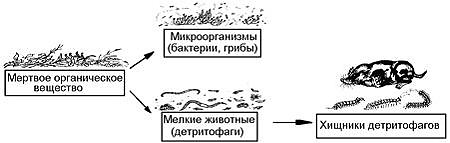 Микроорганизмы
(бактерии, грибы)
Мертвое органическое
вещество
Мелкие животные
(детритофаги)
Хищники детритофагов